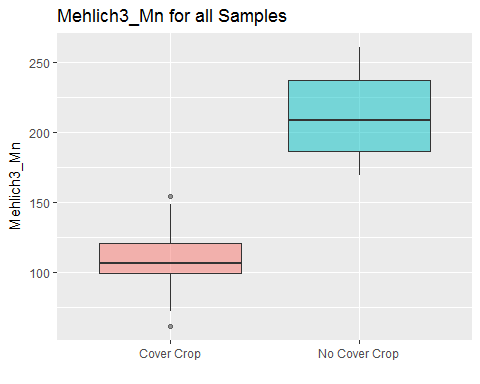 Mehlich3_Mn for all Samples
Mehlich3_Mn
250
200
150
100
Cover Crop
No Cover Crop